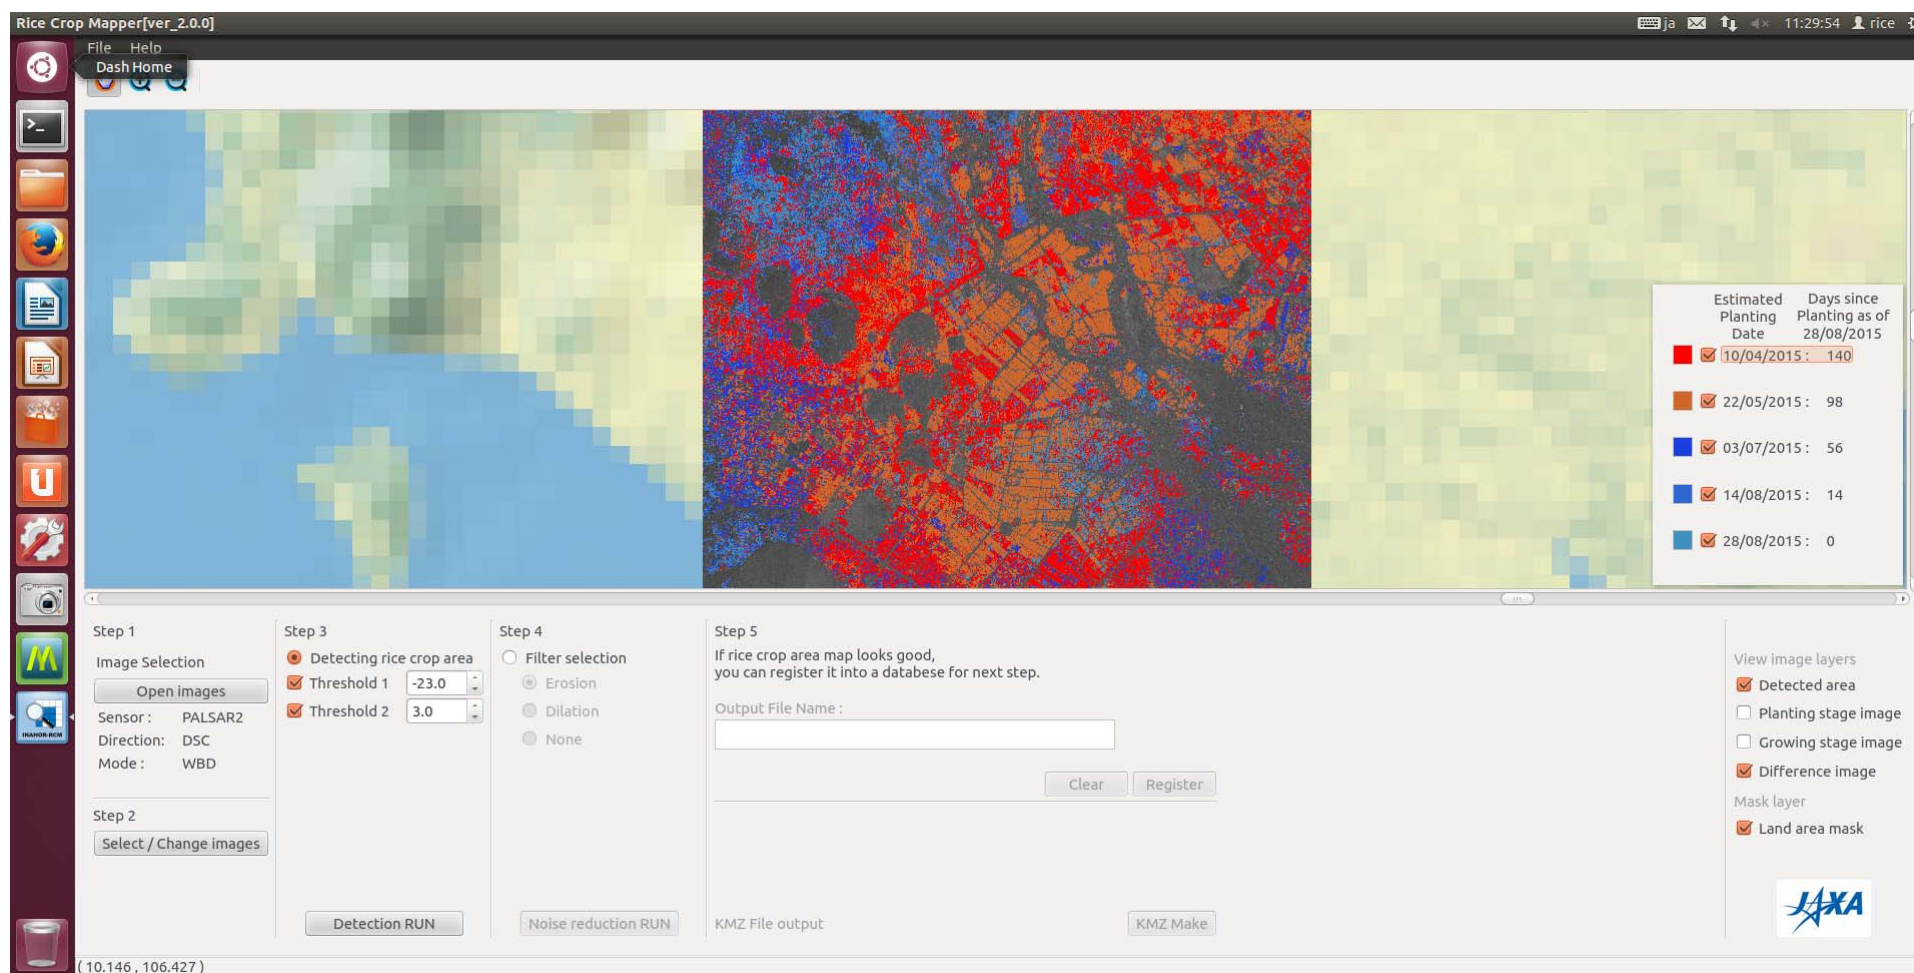 Rice Crop Mapper[ver_2.0.0]
ja
11:29:54
rice
File Help
Dash Home
Estimated Planting Date
Days since Planting as of 28/08/2015
10/04/2015 : 140
22/05/2015 : 98
03/07/2015 : 56
14/08/2015 : 14
28/08/2015 : 0
Step 1
Image Selection
Open images
Sensor : PALSAR2
Direction: DSC
Mode : WBD
Step 2
Select / Change images
Step 3
Detecting rice crop area
Threshold 1 -23.0
Threshold 2 3.0
Detection RUN
Step 4
Filter selection
Erosion
Dilation
None
Noise reduction RUN
Step 5
If rice crop area map looks good,
you can register it into a databese for next step.
Output File Name :
Clear Register
KMZ File output KMZ Make
View image layers
Detected area
Planting stage image
Growing stage image
Difference image
Mask layer
Land area mask
JAXA
INAHOR-RCM
( 10.146 , 106.427 )